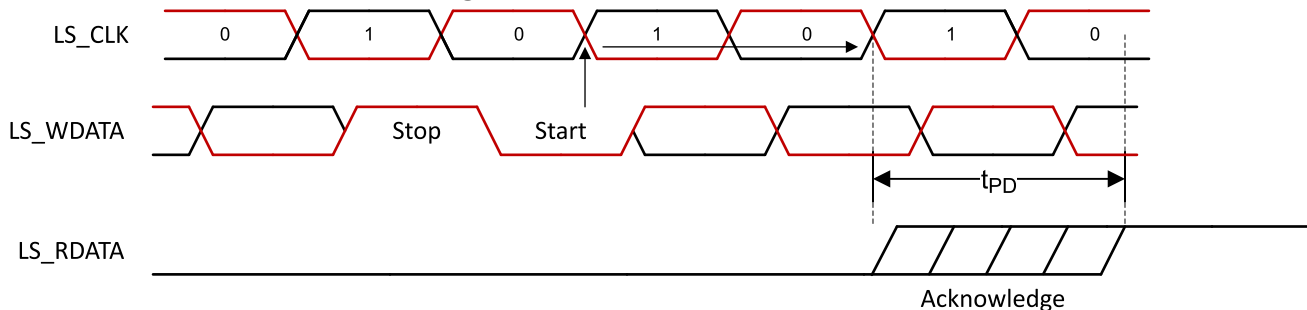 LS_CLK 0 1 0 1 0 1 0
LS_WDATA Stop Start
tPD
LS_RDATA
Acknowledge